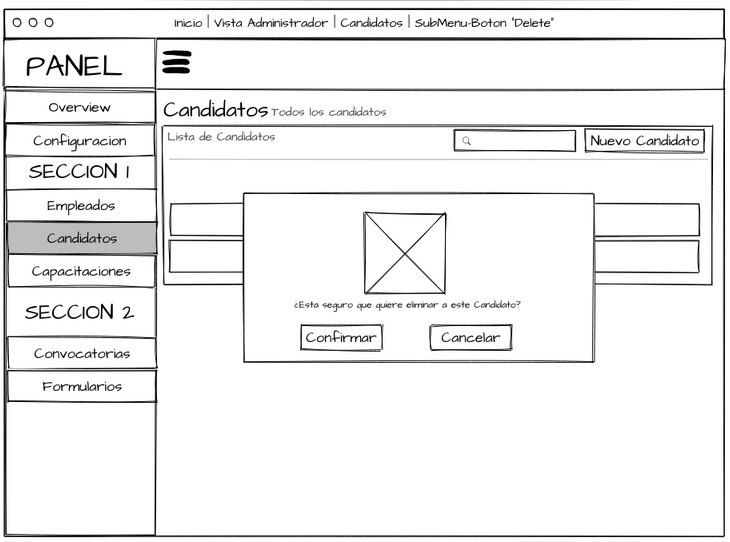 Inicio | Vista Administrador | Candidatos | SubMenu-Boton "Delete"
PANEL
Overview
Configuracion
SECCION 1
Empleados
Candidatos
Capacitaciones
SECCION 2
Convocatorias
Formularios
Candidatos Todos los candidatos
Lista de Candidatos
Nuevo Candidato
¿Esta seguro que quiere eliminar a este Candidato?
Confirmar
Cancelar